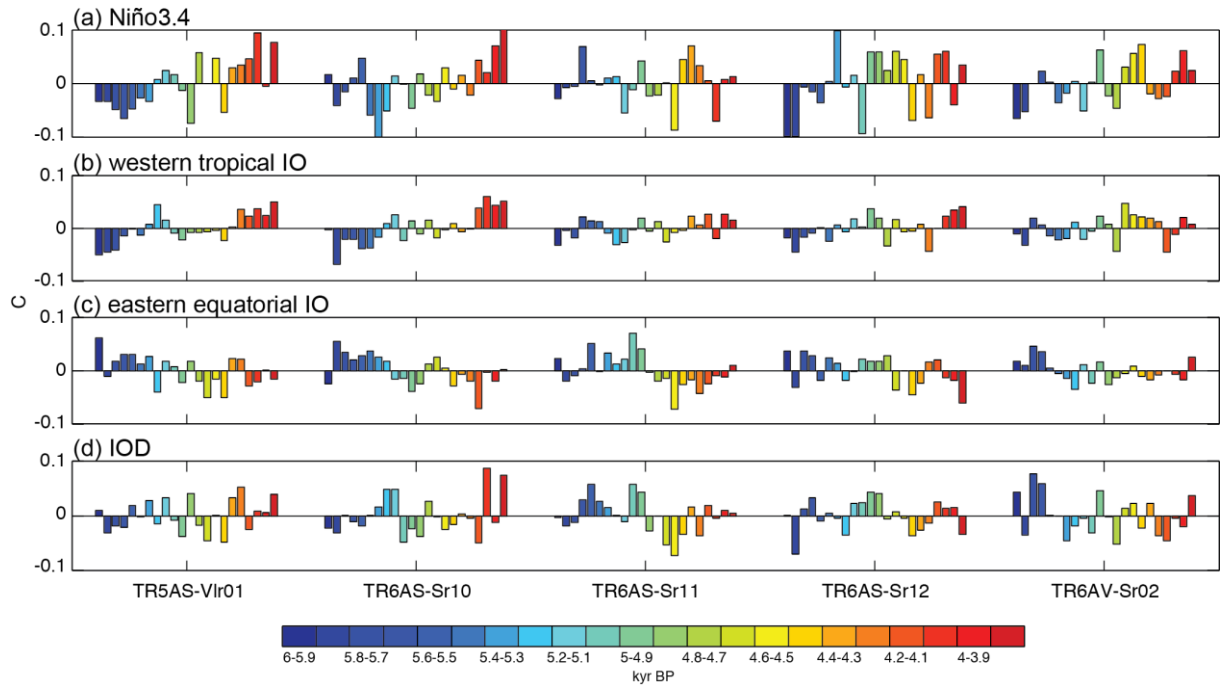 (a) Niño3.4
0.1
0
-0.1
(b) western tropical IO
0.1
0
-0.1
(c) eastern equatorial IO
C
0.1
0
-0.1
(d) IOD
0.1
0
-0.1
TR5AS-Vlr01 TR6AS-Sr10 TR6AS-Sr11 TR6AS-Sr12 TR6AV-Sr02
6-5.9 5.8-5.7 5.6-5.5 5.4-5.3 5.2-5.1 5-4.9 4.8-4.7 4.6-4.5 4.4-4.3 4.2-4.1 4-3.9
kyr BP